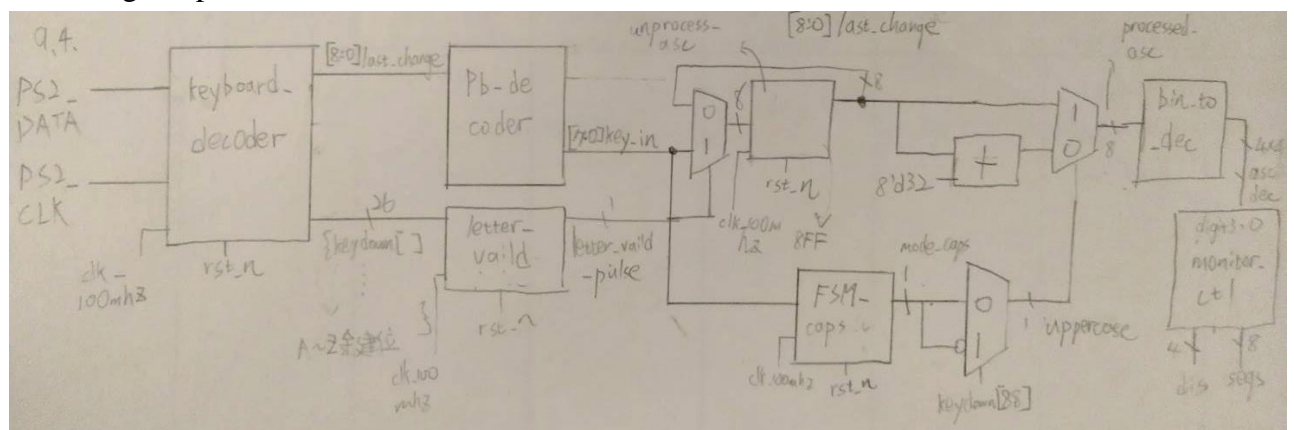 9.4.
PS2_
DATA
PS2_
CLK
clk_
100mhz
keyboard_
decoder
rst_n
[8:0]last_change
26
{keydown[ ]
}
A~Z
clk_100
mhz
Pb-de
coder
letter_
vaild
rst_n
[7:0]key_in
1
letter_vaild
_pulse
unprocess_
asc
0
1
8
clk_100m
hz
rst_n
8FF
[8:0]last_change
8
8'd32
+
1
0
processed_
asc
8
bin_to
_dec
4x4
asc
dec
digits.0
monitor_
ctl
4
dis
8
segs
mode_caps
1
FSM_
caps
clk_100mhz
rst_n
0
1
keydown[88]
1
uppercase